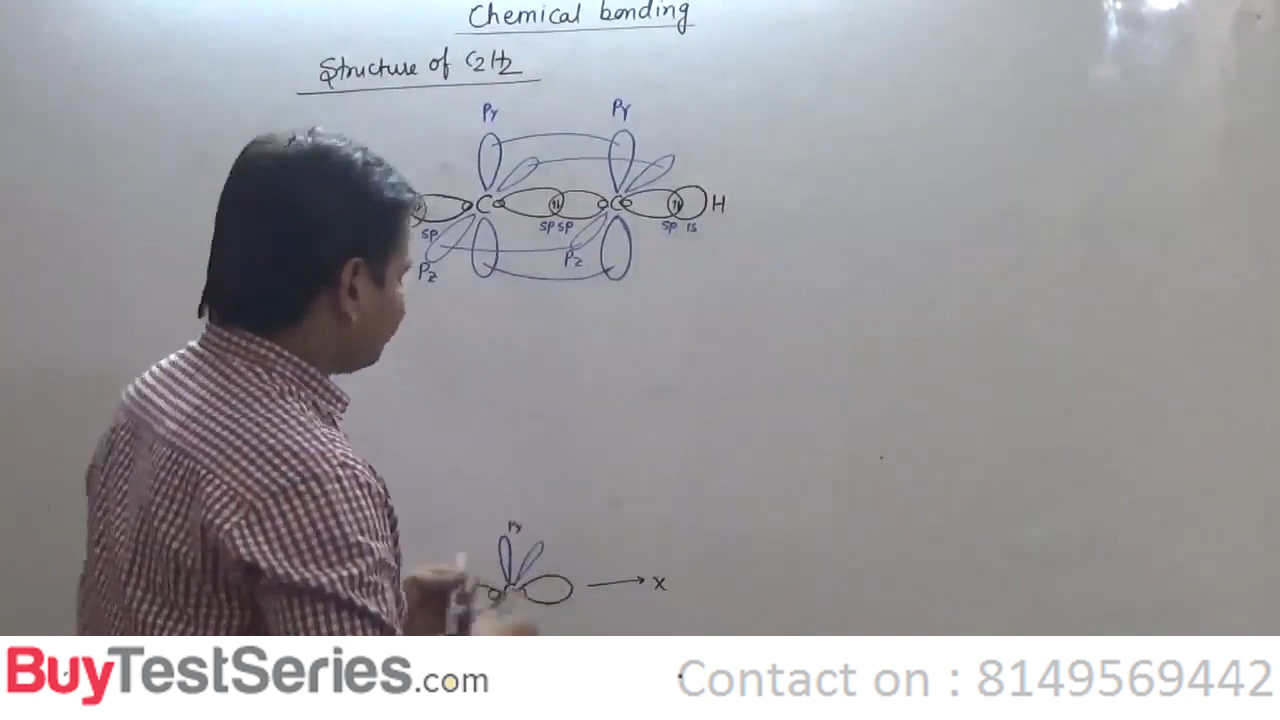 Chemical bonding
Structure of C2H2
Py Py
C C H
sp sp sp sp 1s
Pz Pz
Py
C → x
BuyTestSeries.com Contact on : 8149569442